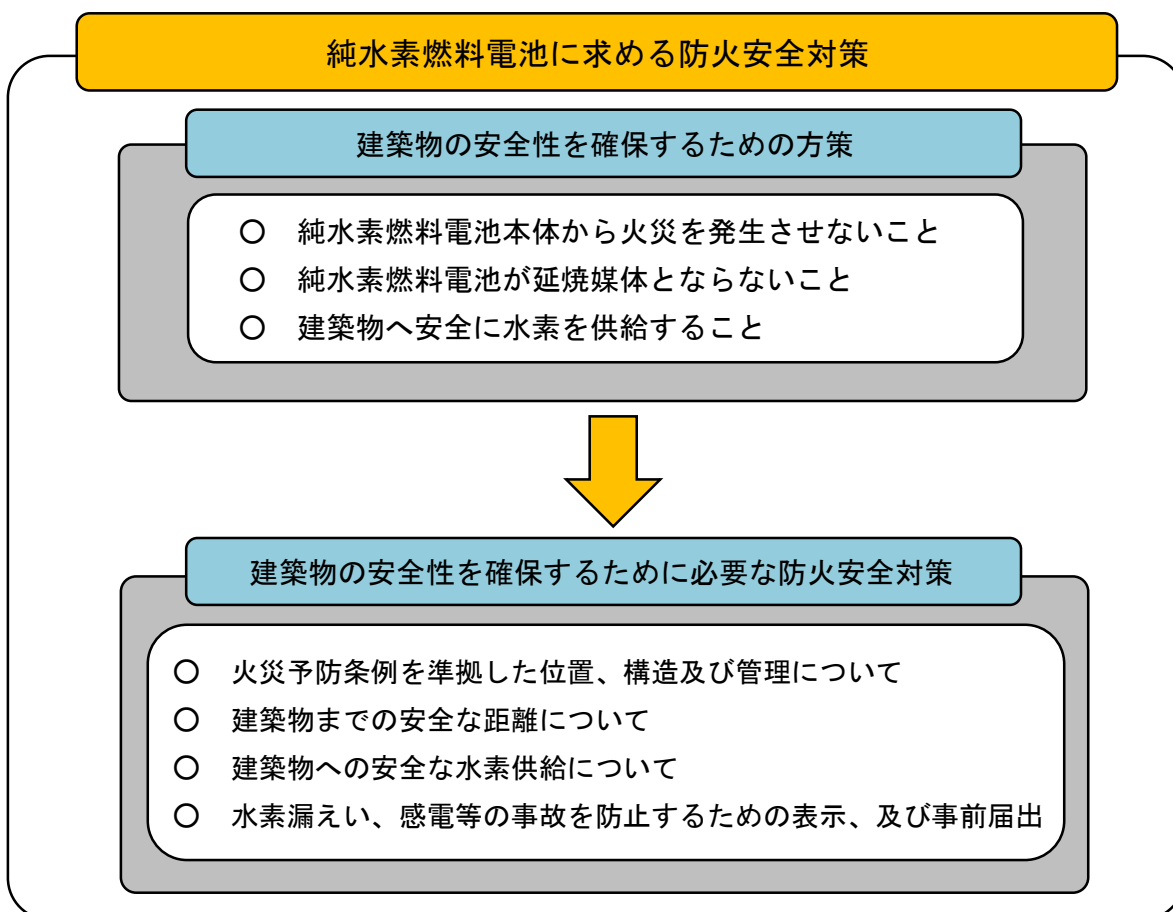 純水素燃料電池に求める防火安全対策
建築物の安全性を確保するための方策
○ 純水素燃料電池本体から火災を発生させないこと
○ 純水素燃料電池が延焼媒体とならないこと
○ 建築物へ安全に水素を供給すること
建築物の安全性を確保するために必要な防火安全対策
○ 火災予防条例を準拠した位置、構造及び管理について
○ 建築物までの安全な距離について
○ 建築物への安全な水素供給について
○ 水素漏えい、感電等の事故を防止するための表示、及び事前届出